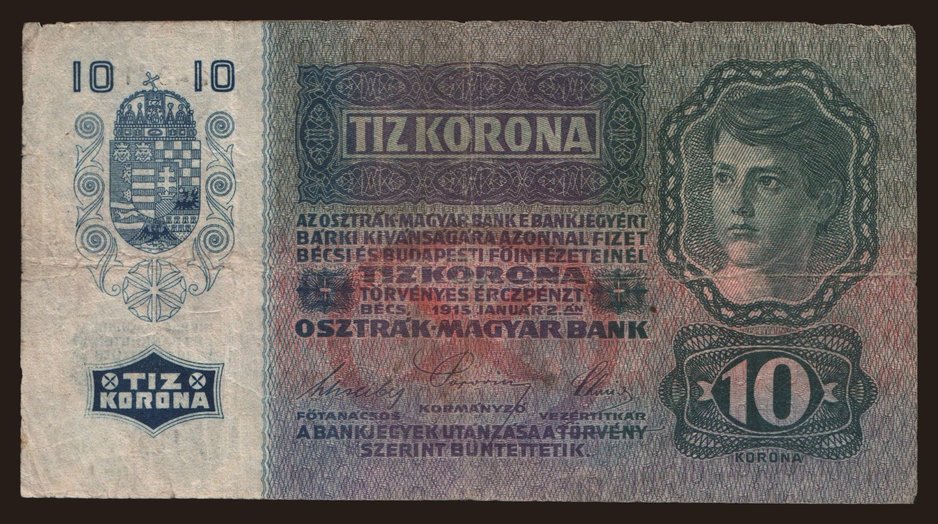 10 10
TIZ KORONA
AZ OSZTRÁK-MAGYAR BANK E BANKJEGYÉRT
BÁRKI KIVÁNSÁGÁRA AZONNAL FIZET
BÉCSI ÉS BUDAPESTI FŐINTÉZETEINÉL
TIZ KORONA
TÖRVÉNYES ÉRCZPÉNZT.
BÉCS, 1915 JANUÁR 2.ÁN
OSZTRÁK-MAGYAR BANK
FŐTANÁCSOS KORMÁNYZÓ VEZÉRTITKÁR
A BANKJEGYEK UTÁNZÁSA A TÖRVÉNY
SZERINT BÜNTETTETIK.
TIZ
KORONA
10
KORONA